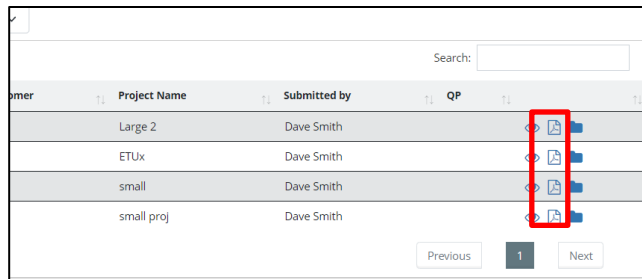 Search:
omer Project Name Submitted by QP
Large 2 Dave Smith
ETUx Dave Smith
small Dave Smith
small proj Dave Smith
Previous 1 Next